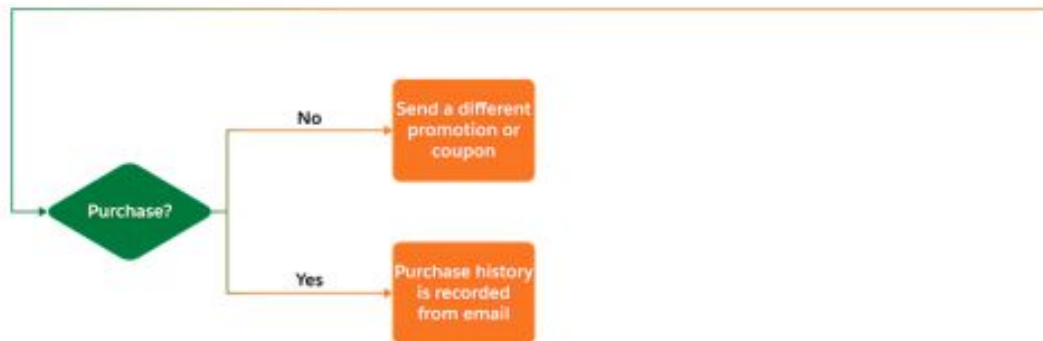 No
Send a different
promotion or
coupon
Purchase?
Yes
Purchase history
is recorded
from email